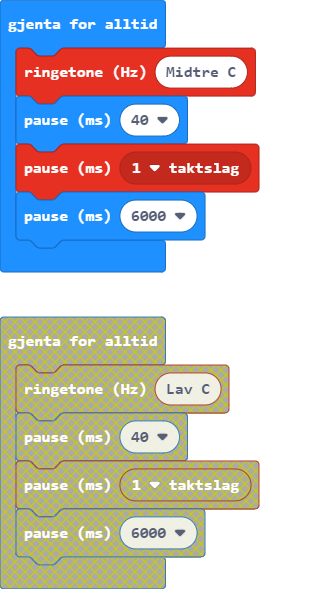 gjenta for alltid
ringetone (Hz) Midtre C
pause (ms) 40
pause (ms) 1 taktslag
pause (ms) 6000
gjenta for alltid
ringetone (Hz) Lav C
pause (ms) 40
pause (ms) 1 taktslag
pause (ms) 6000